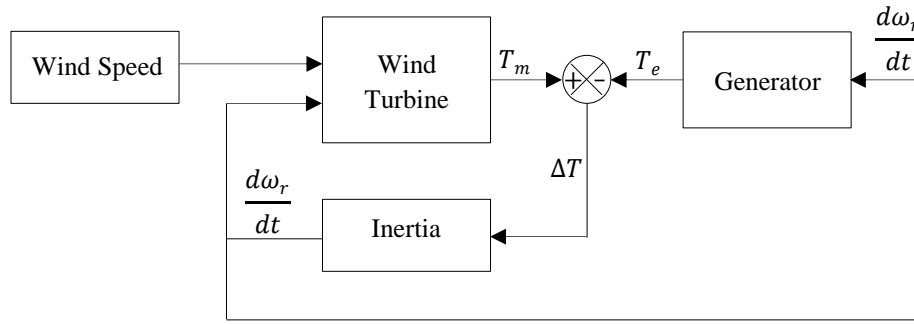 Wind Speed
Wind
Turbine
T_m
+
-
T_e
Generator
dω_r
dt
ΔT
dω_r
dt
Inertia